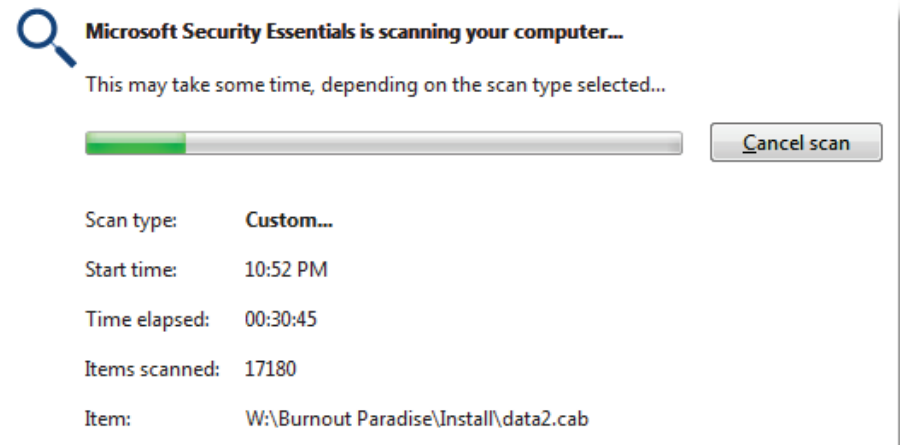 Microsoft Security Essentials is scanning your computer...
This may take some time, depending on the scan type selected...
Cancel scan
Scan type: Custom...
Start time: 10:52 PM
Time elapsed: 00:30:45
Items scanned: 17180
Item: W:\Burnout Paradise\Install\data2.cab